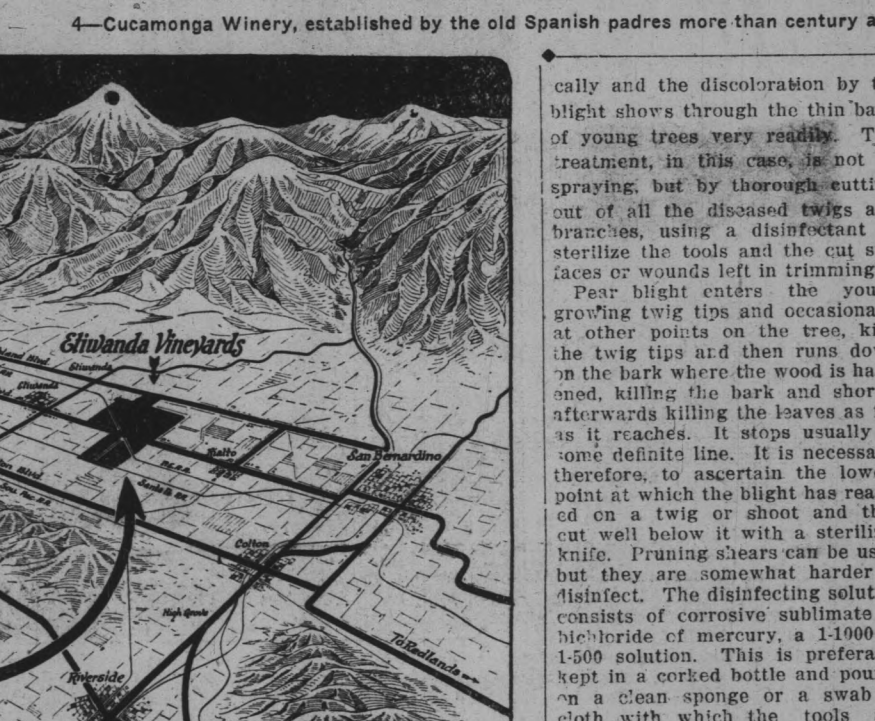 4—Cucamonga Winery, established by the old Spanish padres more than century a
Etiwanda Vineyards
Etiwanda
Etiwanda
Rialto
San Bernardino
Santa Fe RR
Colton
High Grove
To Redlands
Riverside
cally and the discoloration by t
blight shows through the thin ba
of young trees very readily. T
treatment, in this case, is not
spraying, but by thorough cutti
out of all the diseased twigs a
branches, using a disinfectant
sterilize the tools and the cut s
faces or wounds left in trimming
Pear blight enters the you
growing twig tips and occasiona
at other points on the tree, ki
the twig tips and then runs do
on the bark where the wood is ha
ened, killing the bark and shor
afterwards killing the leaves as
as it reaches. It stops usually
some definite line. It is necessa
therefore, to ascertain the low
point at which the blight has rea
ed on a twig or shoot and th
cut well below it with a sterili
knife. Pruning shears can be us
but they are somewhat harder
disinfect. The disinfecting solut
consists of corrosive sublimate
bichloride of mercury, a 1-1000
1-500 solution. This is prefera
kept in a corked bottle and pou
on a clean sponge or a swab
cloth with which the tools